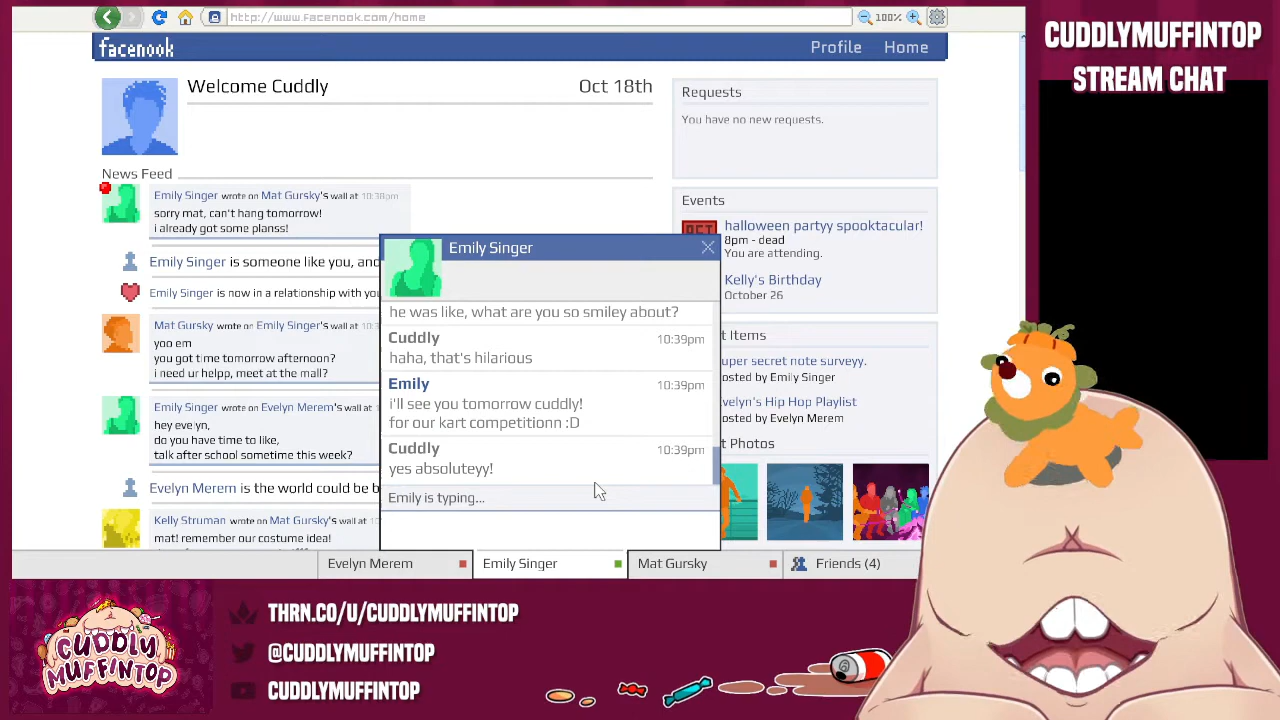 http://www.Facenook.com/home
100%
facenook
Profile
Home
Welcome Cuddly
Oct 18th
News Feed
Emily Singer wrote on Mat Gursky's wall at 10:38pm
sorry mat, can't hang tomorrow!
i already got some planss!
Emily Singer is someone like you, and
Emily Singer is now in a relationship with you
Mat Gursky wrote on Emily Singer's wall at
yoo em
you got time tomorrow afternoon?
i need ur helpp, meet at the mall?
Emily Singer wrote on Evelyn Merem's wall at
hey evelyn,
do you have time to like,
talk after school sometime this week?
Evelyn Merem is the world could be b
Kelly Struman wrote on Mat Gursky's wall at
mat! remember our costume idea!
Requests
You have no new requests.
Events
OCT
halloween partyy spooktacular!
8pm - dead
You are attending.
Kelly's Birthday
October 26
Items
uper secret note surveyy.
osted by Emily Singer
velyn's Hip Hop Playlist
osted by Evelyn Merem
t Photos
Emily Singer
he was like, what are you so smiley about?
Cuddly 10:39pm
haha, that's hilarious
Emily 10:39pm
i'll see you tomorrow cuddly!
for our kart competitionn :D
Cuddly 10:39pm
yes absoluteyy!
Emily is typing...
Evelyn Merem
Emily Singer
Mat Gursky
Friends (4)
CUDDLYMUFFINTOP
STREAM CHAT
CUDDLY
MUFFIN
TOP
THRN.CO/U/CUDDLYMUFFINTOP
@CUDDLYMUFFINTOP
CUDDLYMUFFINTOP